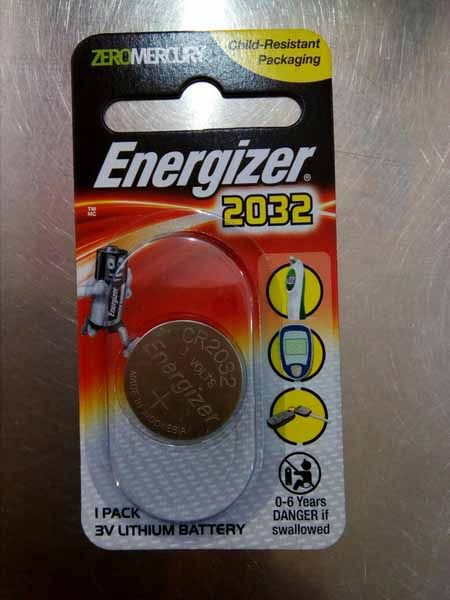 ZEROMERCURY
Child-Resistant
Packaging
Energizer®
2032
TM
MC
Energizer
CR2032
3 VOLTS
Energizer
+
MADE IN INDONESIA
1 PACK
3V LITHIUM BATTERY
0-6 Years
DANGER if
swallowed